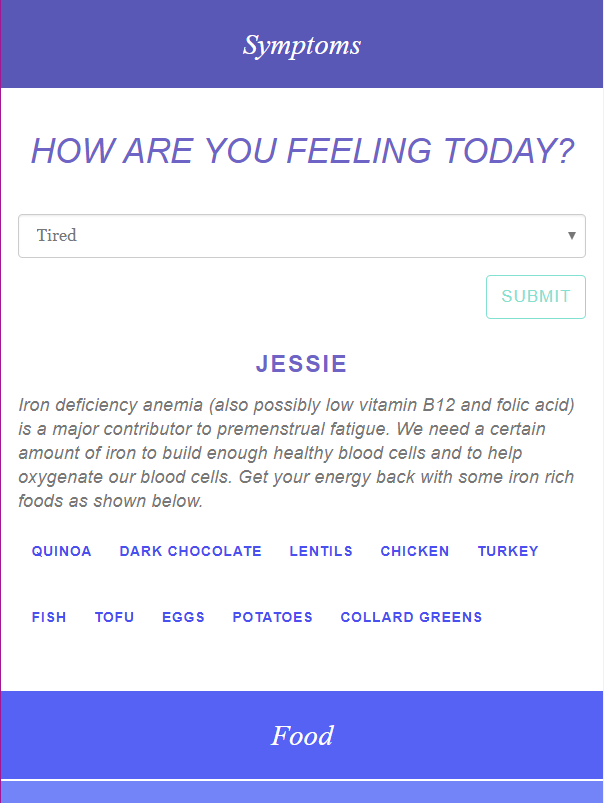 Symptoms
HOW ARE YOU FEELING TODAY?
Tired
SUBMIT
JESSIE
Iron deficiency anemia (also possibly low vitamin B12 and folic acid)
is a major contributor to premenstrual fatigue. We need a certain
amount of iron to build enough healthy blood cells and to help
oxygenate our blood cells. Get your energy back with some iron rich
foods as shown below.
QUINOA DARK CHOCOLATE LENTILS CHICKEN TURKEY
FISH TOFU EGGS POTATOES COLLARD GREENS
Food